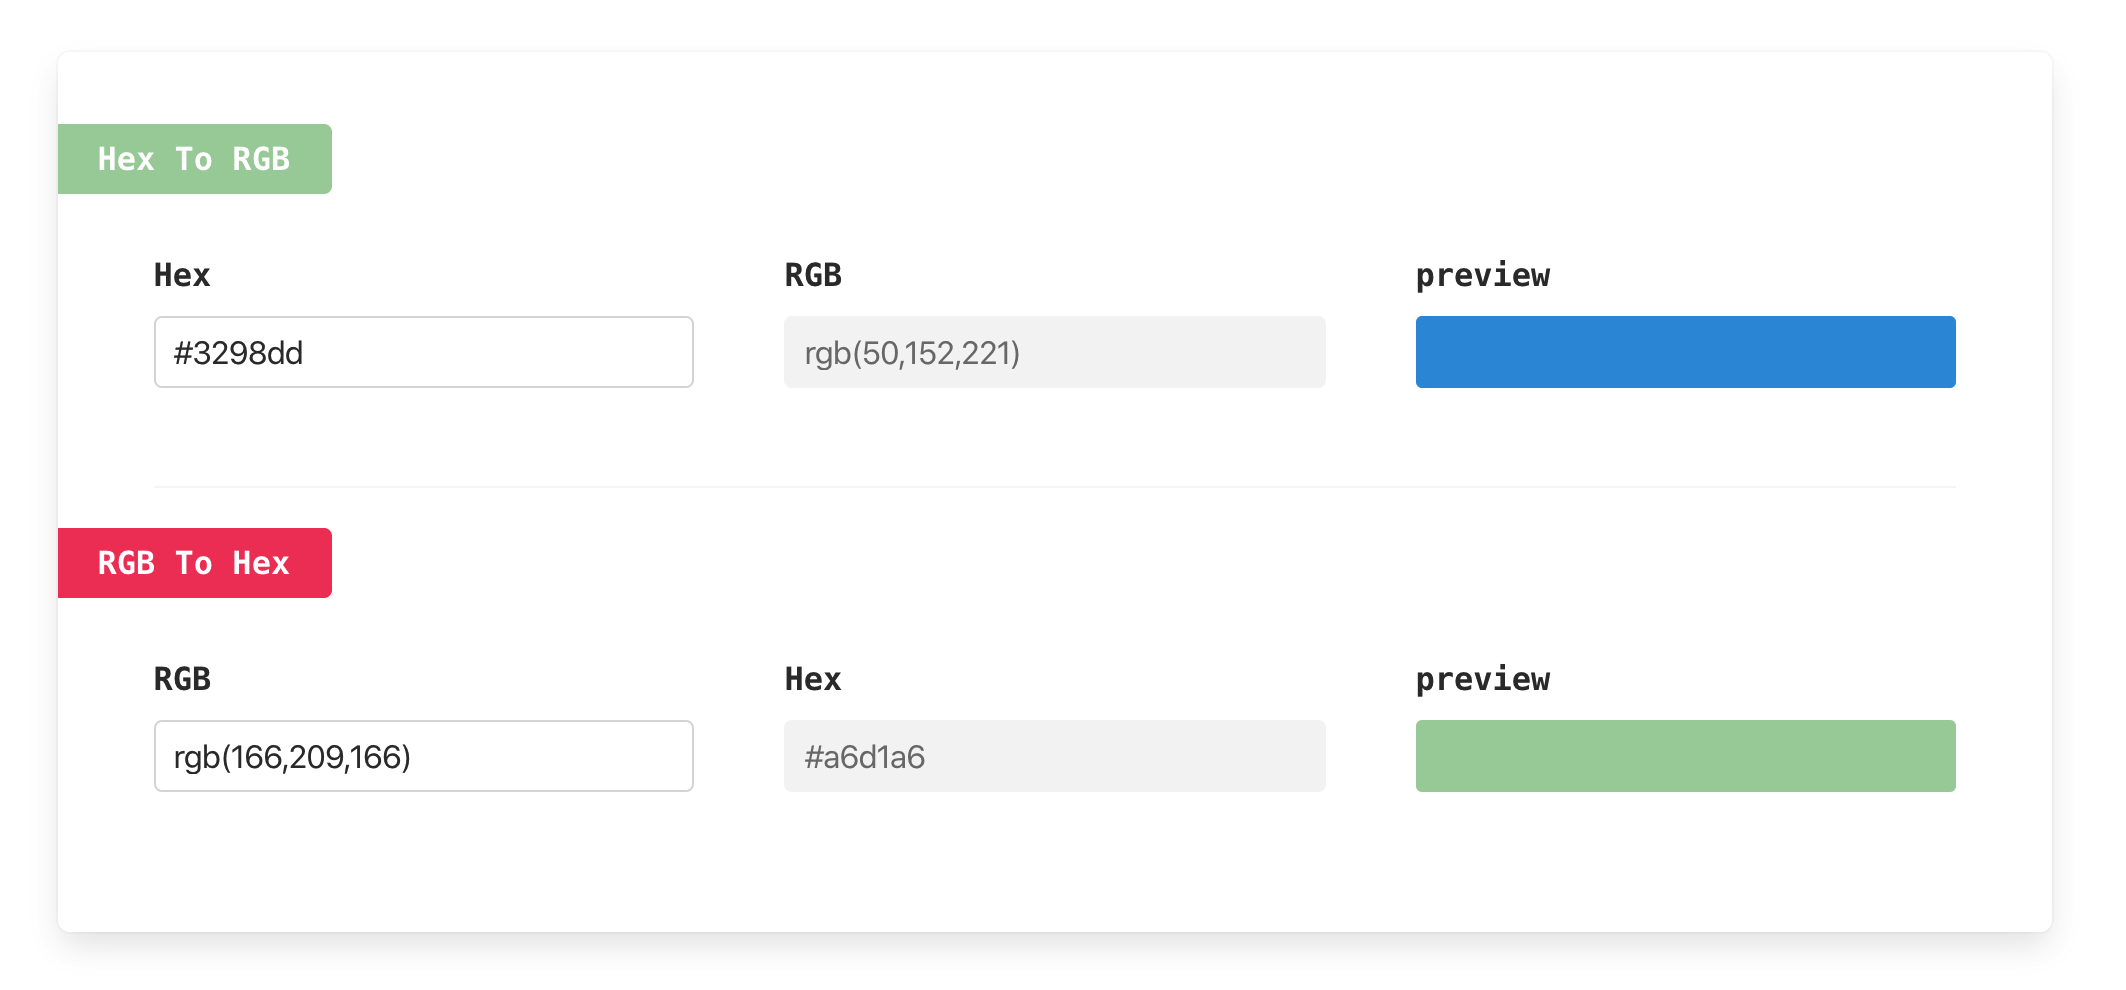 Hex To RGB
Hex
#3298dd
RGB
rgb(50,152,221)
preview
RGB To Hex
RGB
rgb(166,209,166)
Hex
#a6d1a6
preview